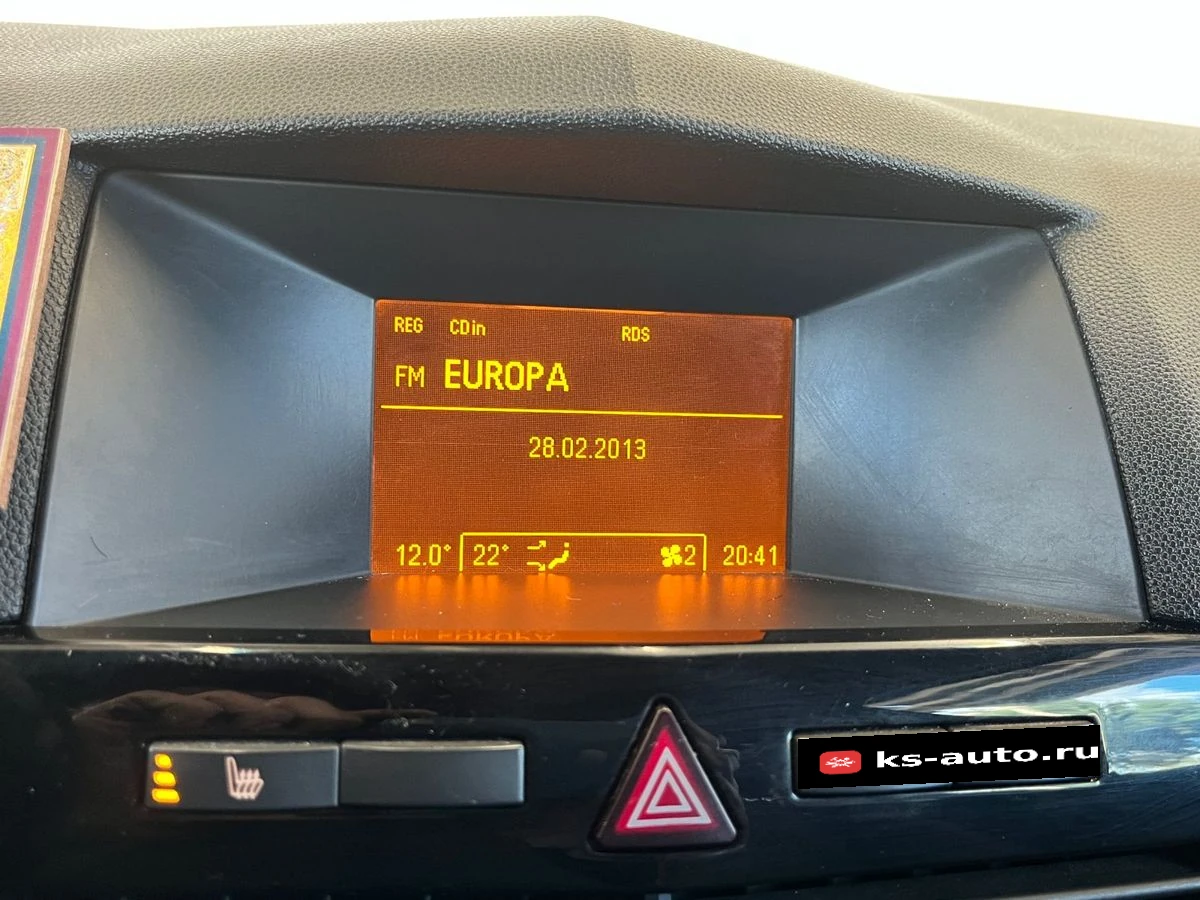 REG CDin RDS
FM EUROPA
28.02.2013
12.0° 22° 2 20:41
ks-auto.ru